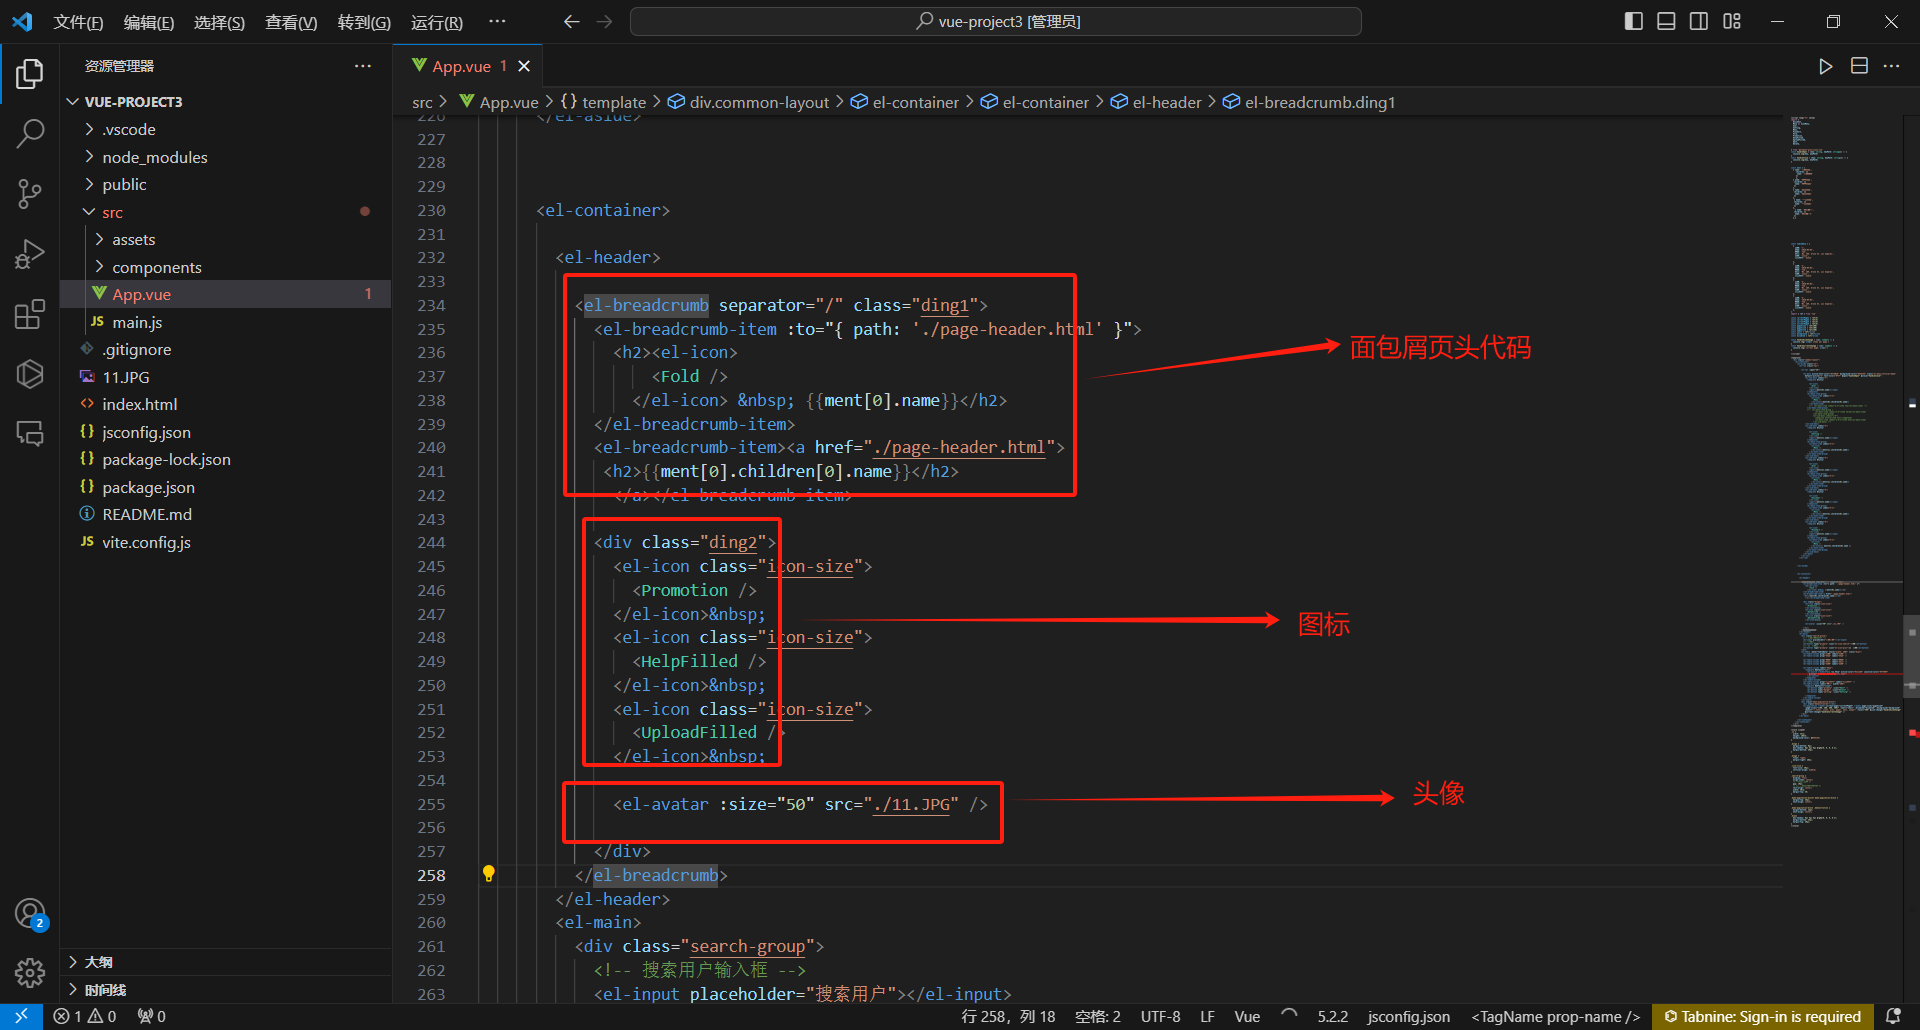 文件(F) 编辑(E) 选择(S) 查看(V) 转到(G) 运行(R) ··· vue-project3 [管理员]
资源管理器 ···
VUE-PROJECT3
.vscode
node_modules
public
src
assets
components
App.vue 1
main.js
.gitignore
11.JPG
index.html
jsconfig.json
package-lock.json
package.json
README.md
vite.config.js
大纲
时间线
2
App.vue 1
src > App.vue > {} template > div.common-layout > el-container > el-container > el-header > el-breadcrumb.ding1
226 </el-aside>
227
228
229
230 <el-container>
231
232 <el-header>
233
234 <el-breadcrumb separator="/" class="ding1">
235 <el-breadcrumb-item :to="{ path: './page-header.html' }">
236 <h2><el-icon>
237 <Fold />
238 </el-icon> &nbsp; {{ment[0].name}}</h2>
239 </el-breadcrumb-item>
240 <el-breadcrumb-item><a href="./page-header.html">
241 <h2>{{ment[0].children[0].name}}</h2>
242 </a></el-breadcrumb-item>
243
244 <div class="ding2">
245 <el-icon class="icon-size">
246 <Promotion />
247 </el-icon>&nbsp;
248 <el-icon class="icon-size">
249 <HelpFilled />
250 </el-icon>&nbsp;
251 <el-icon class="icon-size">
252 <UploadFilled />
253 </el-icon>&nbsp;
254
255 <el-avatar :size="50" src="./11.JPG" />
256
257 </div>
258 </el-breadcrumb>
259 </el-header>
260 <el-main>
261 <div class="search-group">
262 <!-- 搜索用户输入框 -->
263 <el-input placeholder="搜索用户"></el-input>
面包屑页头代码
图标
头像
1 0 0 行 258，列 18 空格: 2 UTF-8 LF Vue 5.2.2 jsconfig.json <TagName prop-name /> Tabnine: Sign-in is required